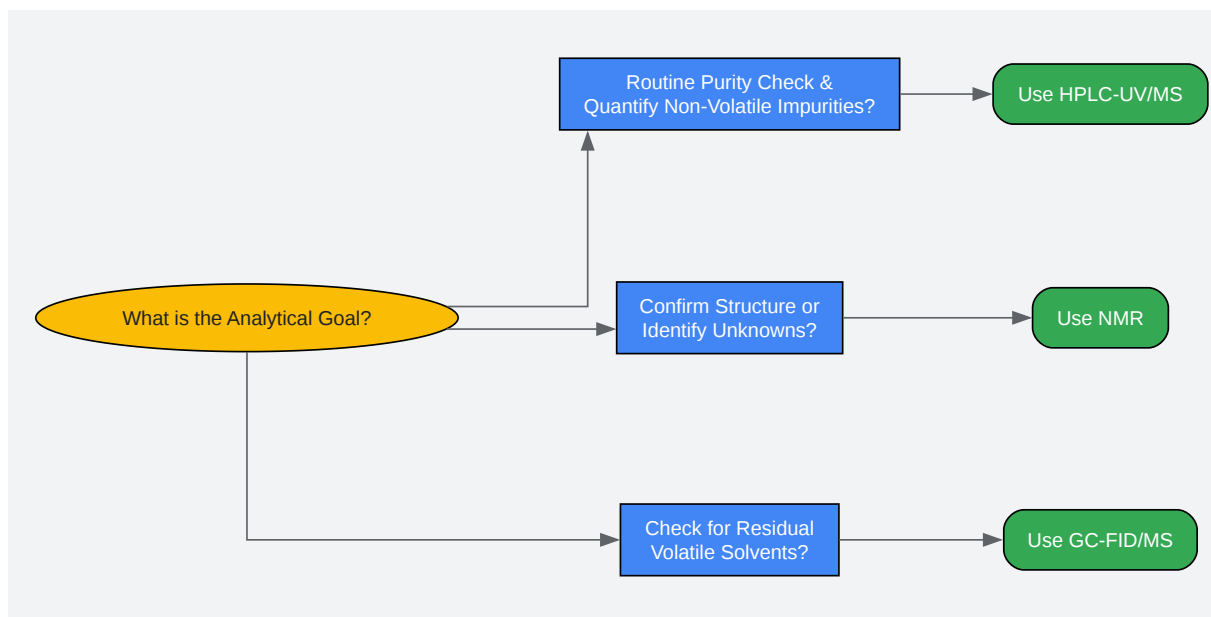 Routine Purity Check &
Quantify Non-Volatile Impurities?
Use HPLC-UV/MS
What is the Analytical Goal?
Confirm Structure or
Identify Unknowns?
Use NMR
Check for Residual
Volatile Solvents?
Use GC-FID/MS